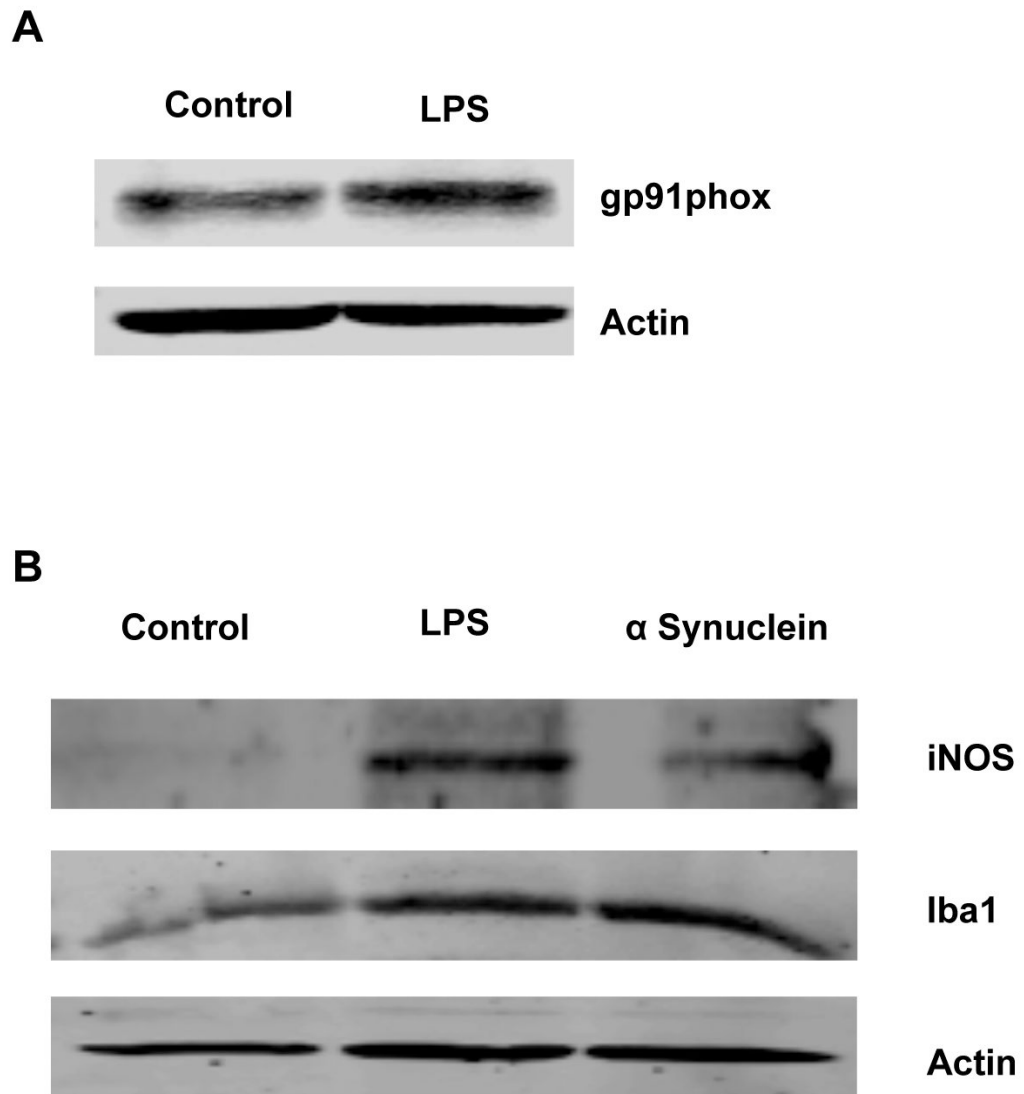 A
Control LPS
gp91phox
Actin
B
Control LPS α Synuclein
iNOS
Iba1
Actin